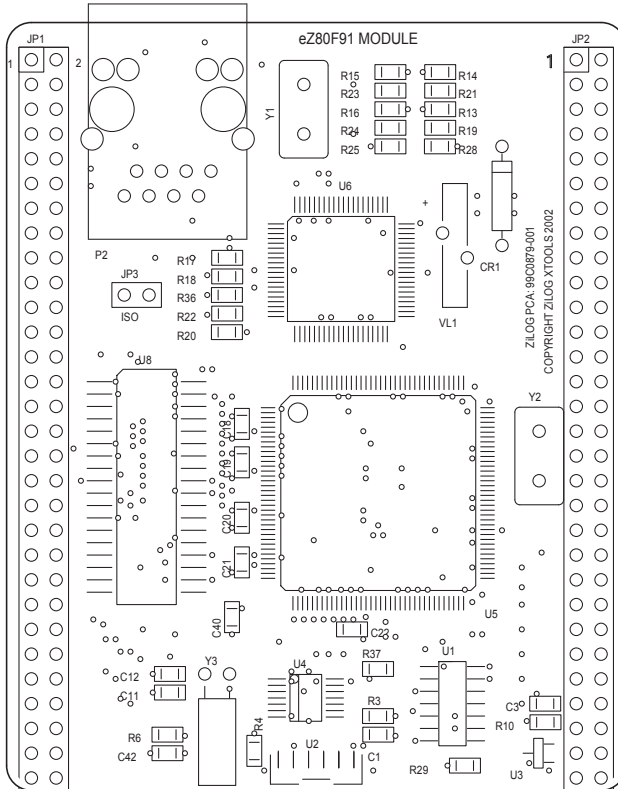 eZ80F91 MODULE
JP1
JP2
1
2
1
R15
R14
R23
R21
R16
R13
R24
R19
R25
R28
Y1
U6
+
CR1
VL1
P2
JP3
ISO
R17
R18
R36
R22
R20
ZiLOG PCA: 99C0879-001
COPYRIGHT ZiLOG XTOOLS 2002
U8
Y2
C18
C19
C20
C21
C40
U5
C22
Y3
U4
R37
U1
C12
C11
C3
R10
R3
R4
R6
C42
U2
C1
R29
U3